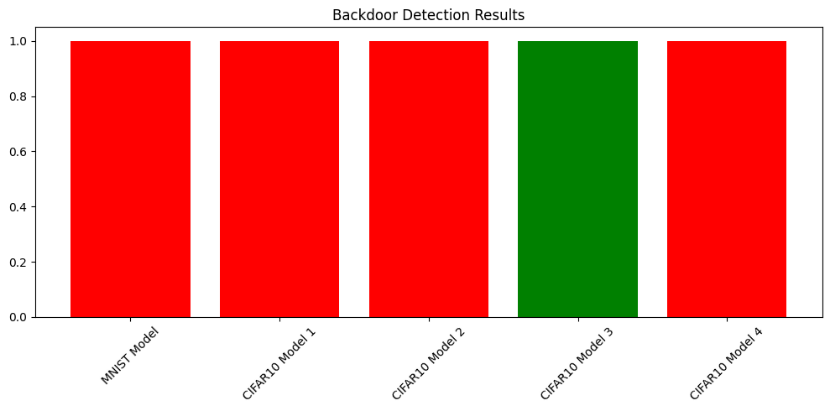 Backdoor Detection Results
1.0
0.8
0.6
0.4
0.2
0.0
MNIST Model
CIFAR10 Model 1
CIFAR10 Model 2
CIFAR10 Model 3
CIFAR10 Model 4